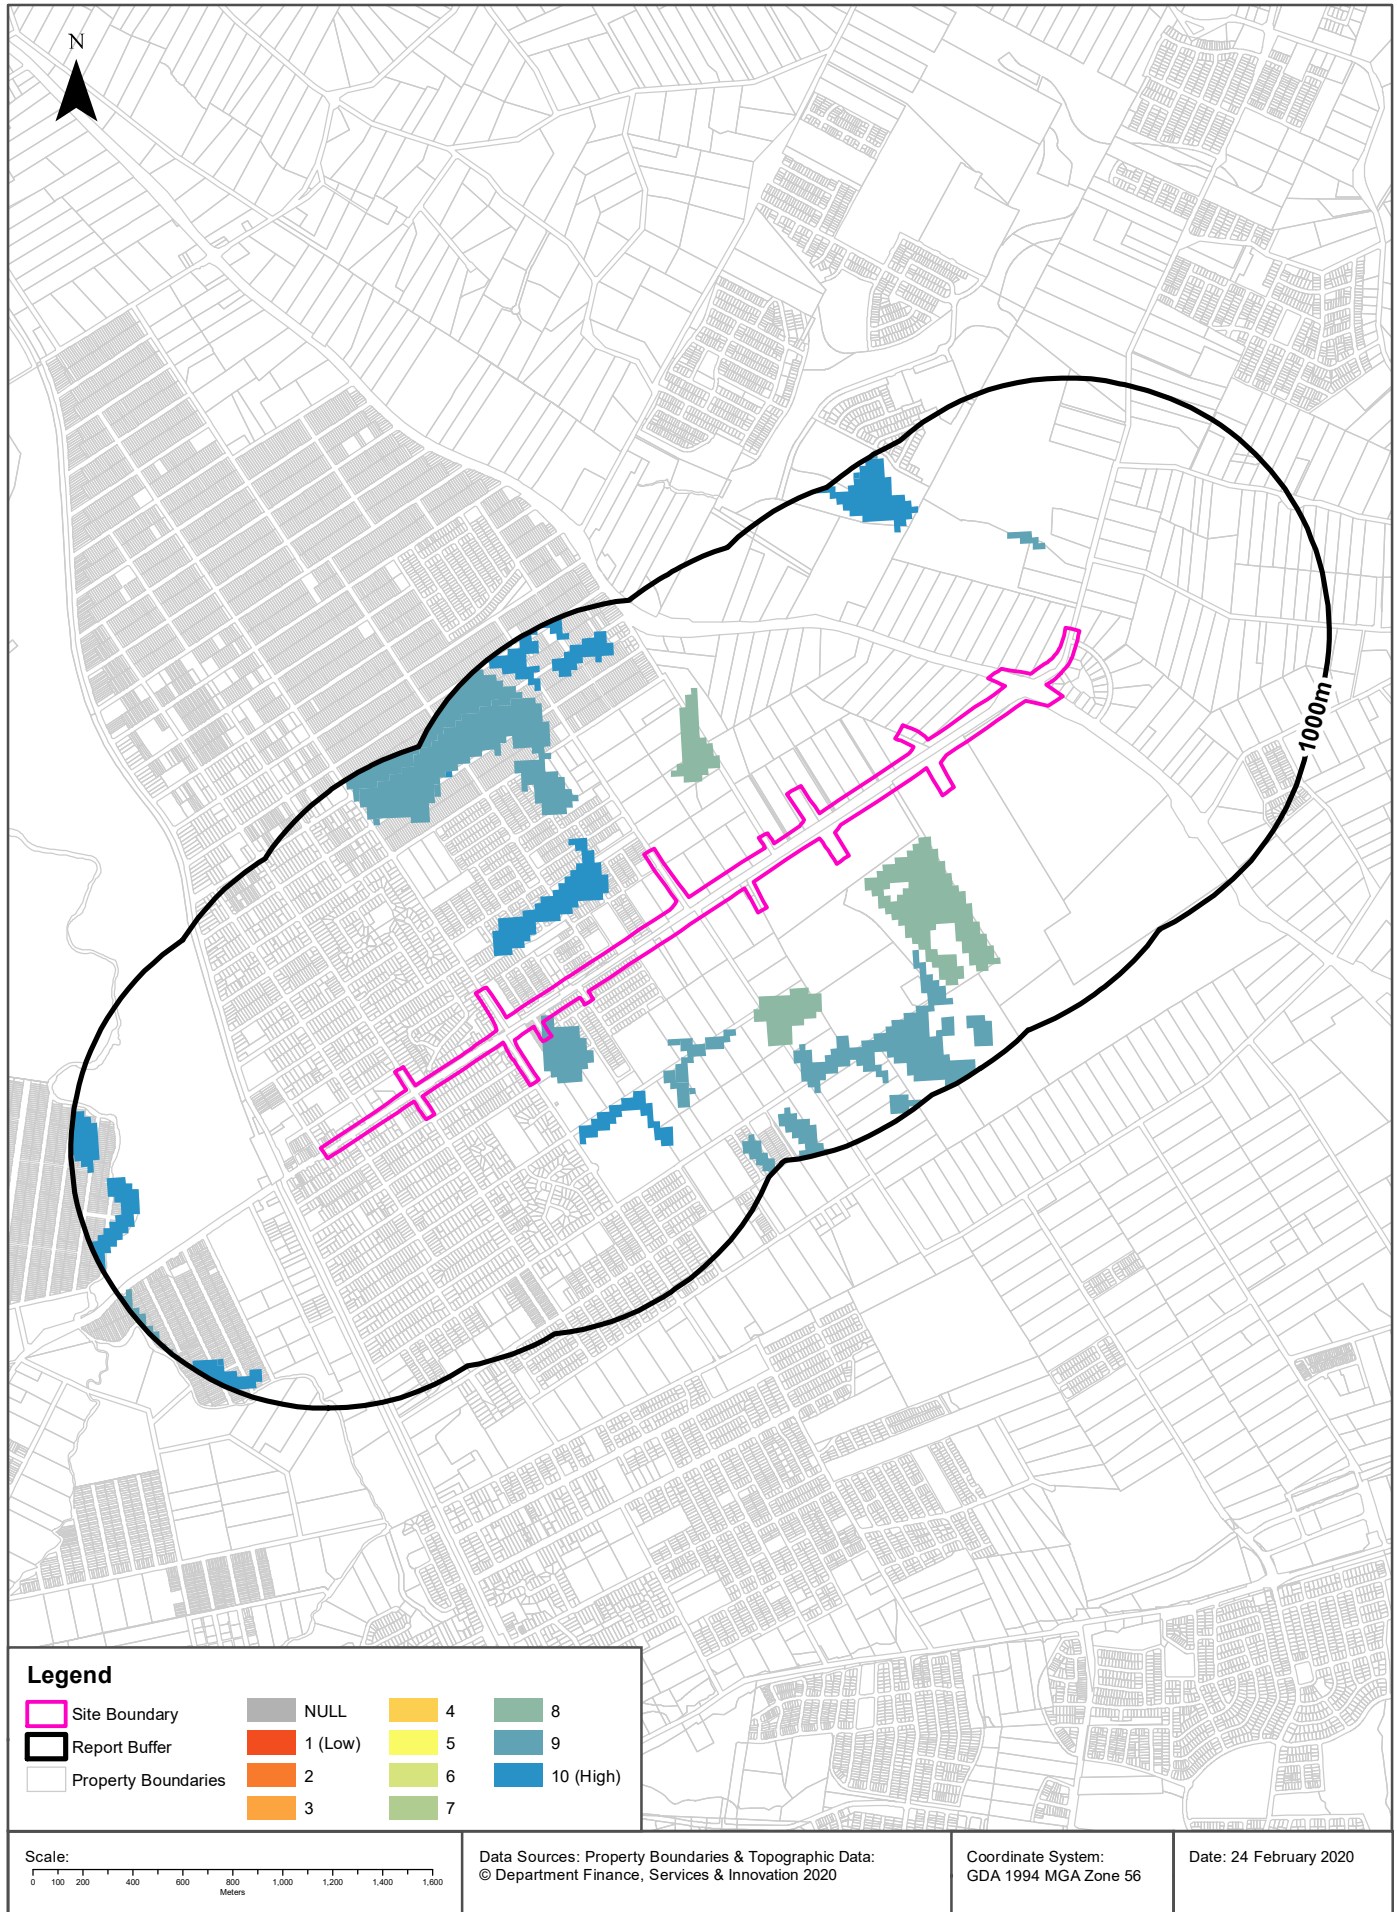 N
1000m
Legend
Site Boundary
Report Buffer
Property Boundaries
NULL
1 (Low)
2
3
4
5
6
7
8
9
10 (High)
Scale:
0 100 200 400 600 800 1,000 1,200 1,400 1,600
Meters
Data Sources: Property Boundaries & Topographic Data:
© Department Finance, Services & Innovation 2020
Coordinate System:
GDA 1994 MGA Zone 56
Date: 24 February 2020